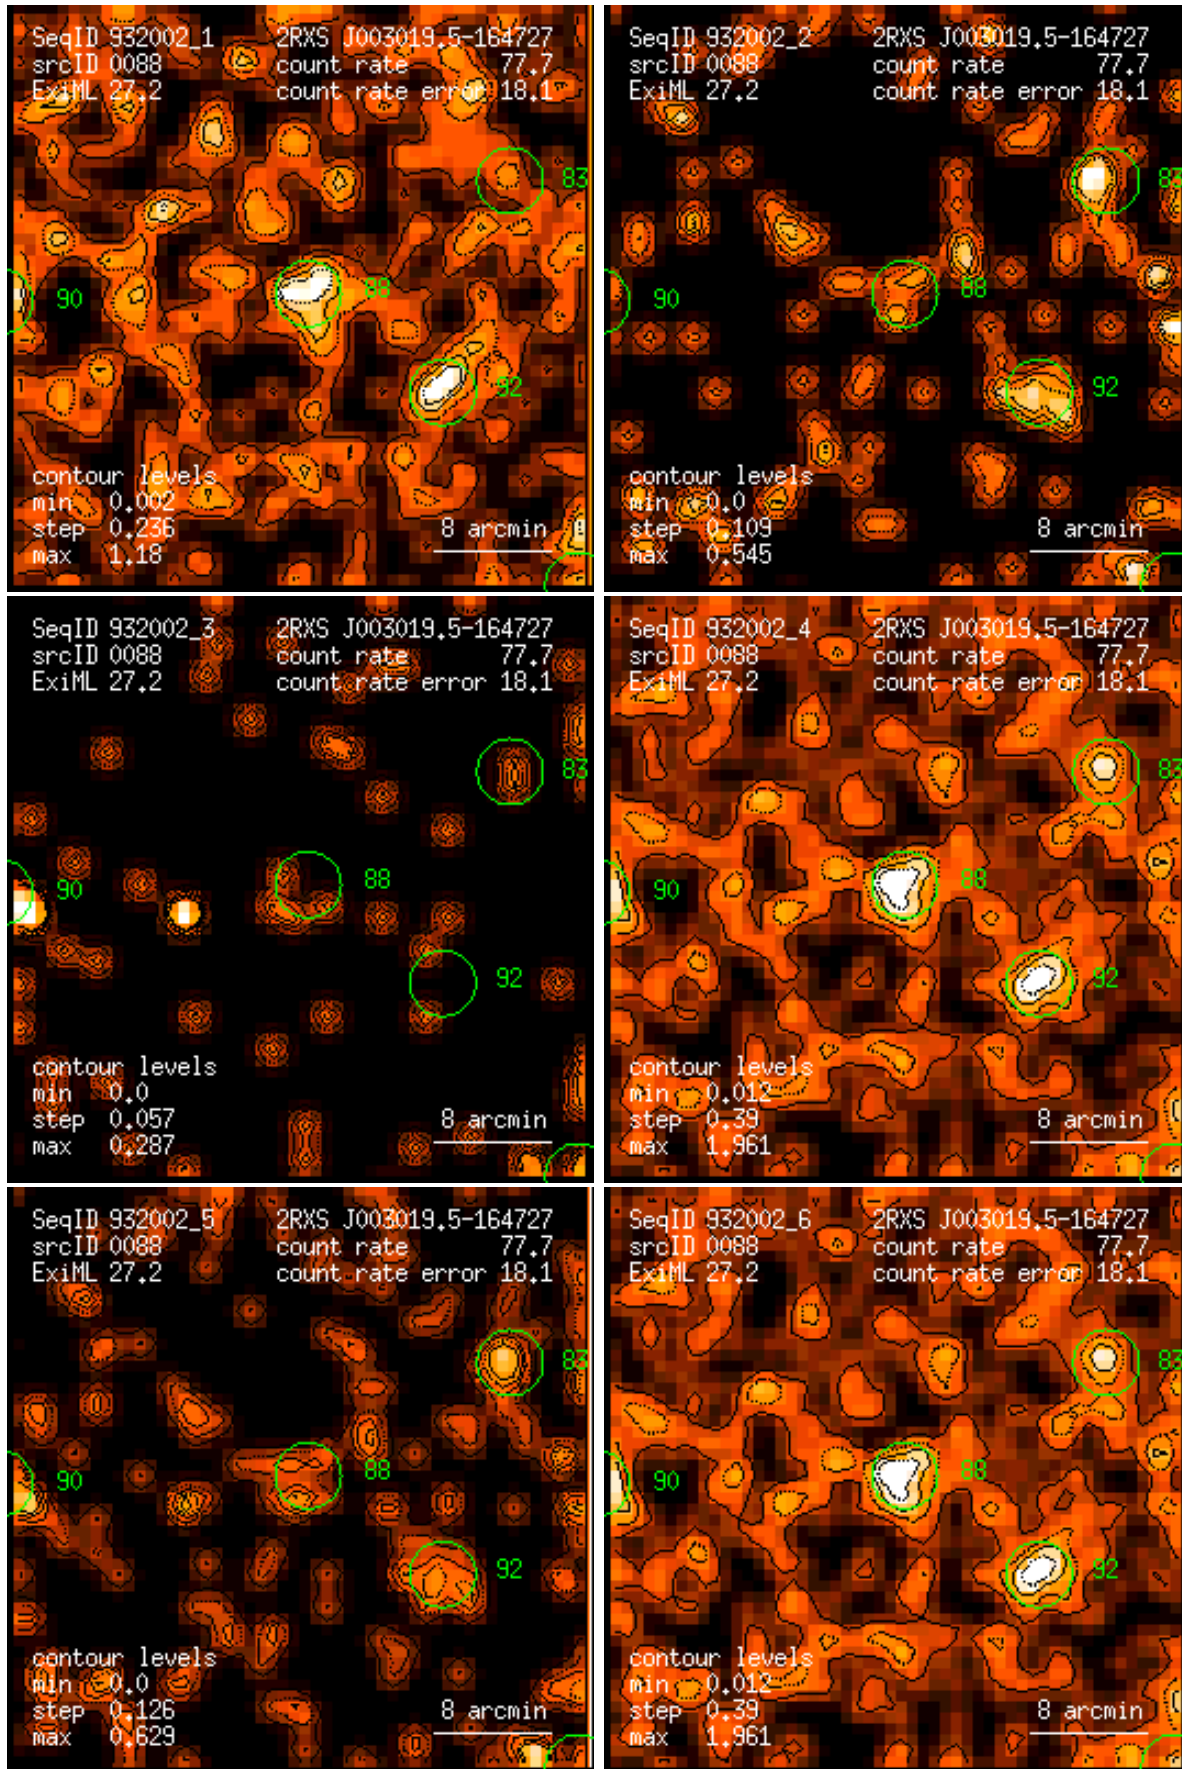 SeqID 932002_1 2RXS J003019.5-164727
srcID 0088 count rate 77.7
ExiML 27.2 count rate error 18.1
83
90 88
92
contour levels
min 0.002
step 0.236 8 arcmin
max 1.18
SeqID 932002_2 2RXS J003019.5-164727
srcID 0088 count rate 77.7
ExiML 27.2 count rate error 18.1
83
90 88
92
contour levels
min 0.0
step 0.109 8 arcmin
max 0.545
SeqID 932002_3 2RXS J003019.5-164727
srcID 0088 count rate 77.7
ExiML 27.2 count rate error 18.1
83
90 88
92
contour levels
min 0.0
step 0.057 8 arcmin
max 0.287
SeqID 932002_4 2RXS J003019.5-164727
srcID 0088 count rate 77.7
ExiML 27.2 count rate error 18.1
83
90 88
92
contour levels
min 0.012
step 0.39 8 arcmin
max 1.961
SeqID 932002_5 2RXS J003019.5-164727
srcID 0088 count rate 77.7
ExiML 27.2 count rate error 18.1
83
90 88
92
contour levels
min 0.0
step 0.126 8 arcmin
max 0.629
SeqID 932002_6 2RXS J003019.5-164727
srcID 0088 count rate 77.7
ExiML 27.2 count rate error 18.1
83
90 88
92
contour levels
min 0.012
step 0.39 8 arcmin
max 1.961